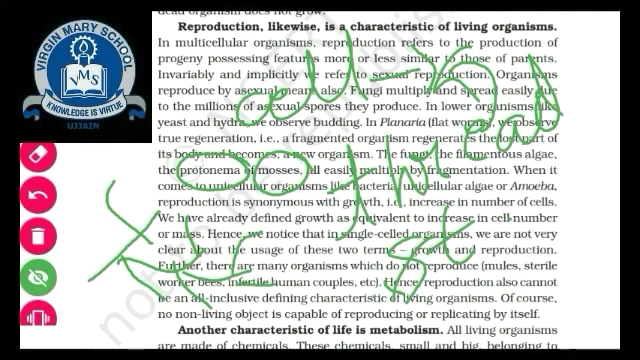 dead organism does not grow.
VIRGIN MARY SCHOOL
VMS
KNOWLEDGE IS VIRTUE
UJJAIN
Reproduction, likewise, is a characteristic of living organisms.
In multicellular organisms, reproduction refers to the production of
progeny possessing features more or less similar to those of parents.
Invariably and implicitly we refer to sexual reproduction. Organisms
reproduce by asexual means also. Fungi multiply and spread easily due
to the millions of asexual spores they produce. In lower organisms like
yeast and hydra, we observe budding. In Planaria (flat worms), we observe
true regeneration, i.e., a fragmented organism regenerates the lost part of
its body and becomes, a new organism. The fungi, the filamentous algae,
the protonema of mosses, all easily multiply by fragmentation. When it
comes to unicellular organisms like bacteria, unicellular algae or Amoeba,
reproduction is synonymous with growth, i.e., increase in number of cells.
We have already defined growth as equivalent to increase in cell number
or mass. Hence, we notice that in single-celled organisms, we are not very
clear about the usage of these two terms – growth and reproduction.
Further, there are many organisms which do not reproduce (mules, sterile
worker bees, infertile human couples, etc). Hence, reproduction also cannot
be an all-inclusive defining characteristic of living organisms. Of course,
no non-living object is capable of reproducing or replicating by itself.
Another characteristic of life is metabolism. All living organisms
are made of chemicals. These chemicals, small and big, belonging to
thread